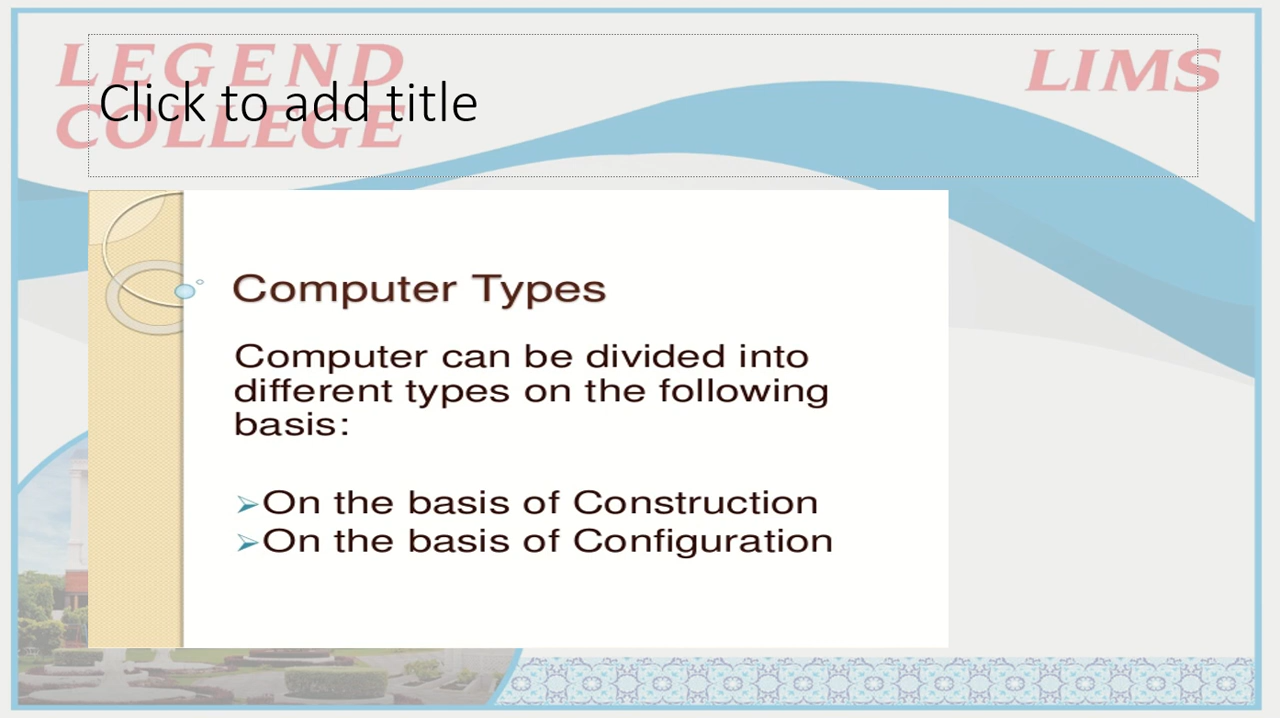 LEGEND
COLLEGE
LIMS
Click to add title
Computer Types
Computer can be divided into
different types on the following
basis:
➢On the basis of Construction
➢On the basis of Configuration